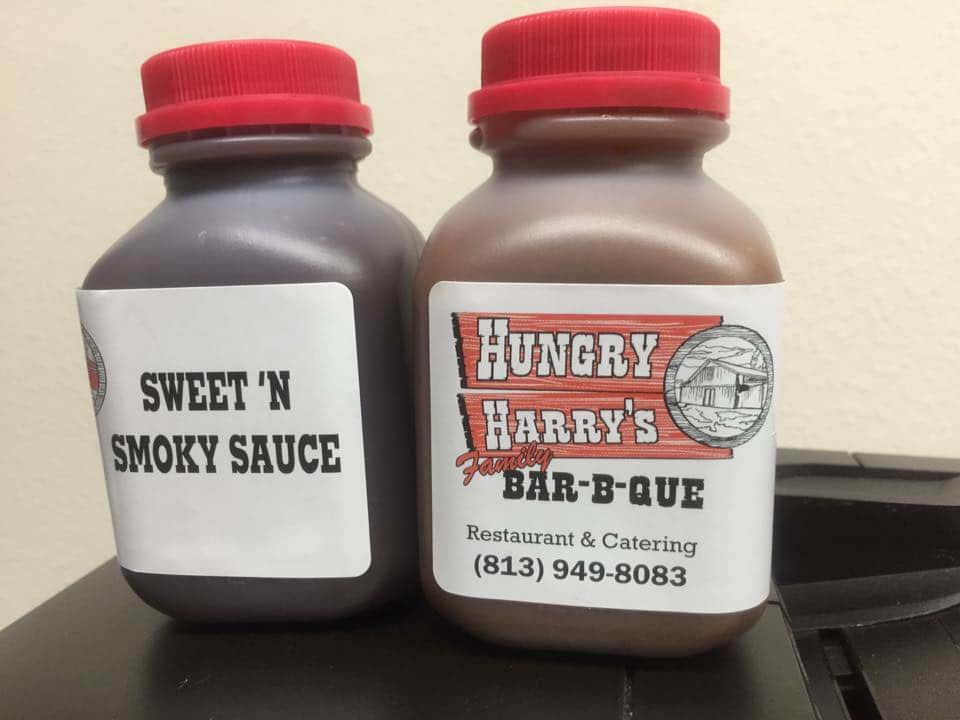 SWEET 'N
SMOKY SAUCE
HUNGRY
HARRY'S
Family
BAR-B-QUE
Restaurant & Catering
(813) 949-8083